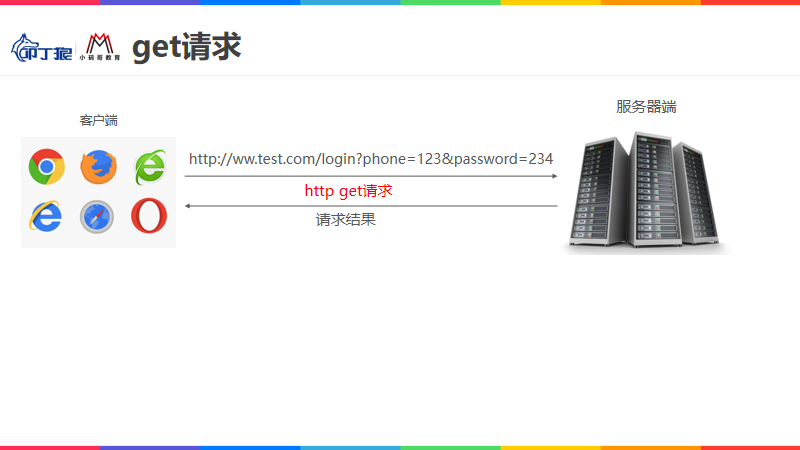 叩丁狼
小码哥教育
get请求
客户端
服务器端
http://ww.test.com/login?phone=123&password=234
http get请求
请求结果